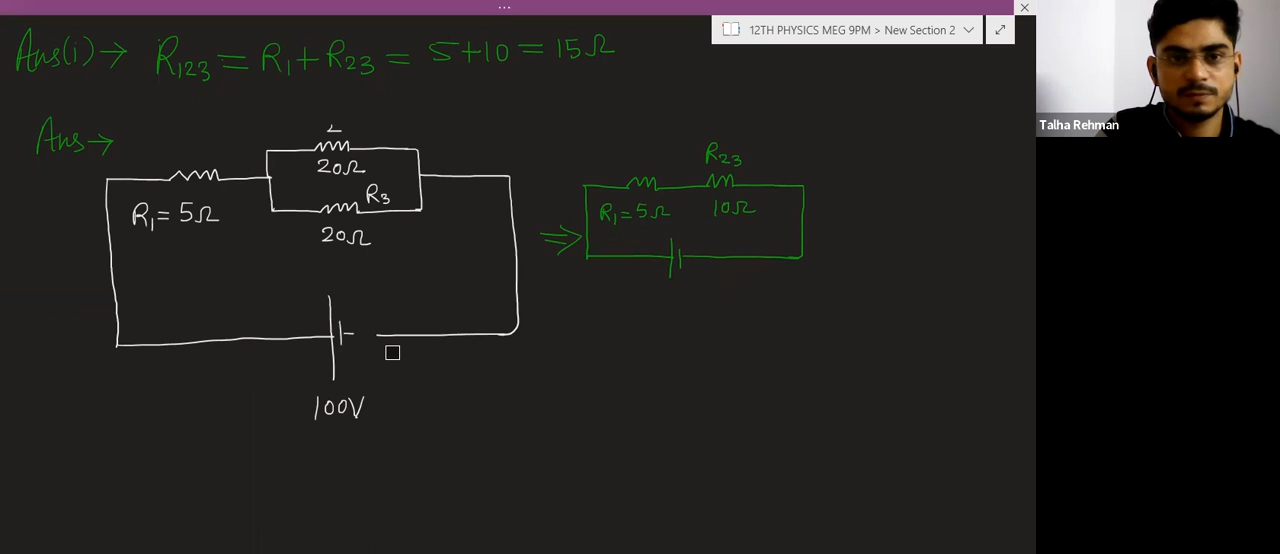 12TH PHYSICS MEG 9PM > New Section 2
Ans(i) → R₁₂₃ = R₁ + R₂₃ = 5+10 = 15Ω
Talha Rehman
Ans →
20Ω
R₃
R₁ = 5Ω
20Ω
100V
⇒
R₂₃
R₁ = 5Ω
10Ω